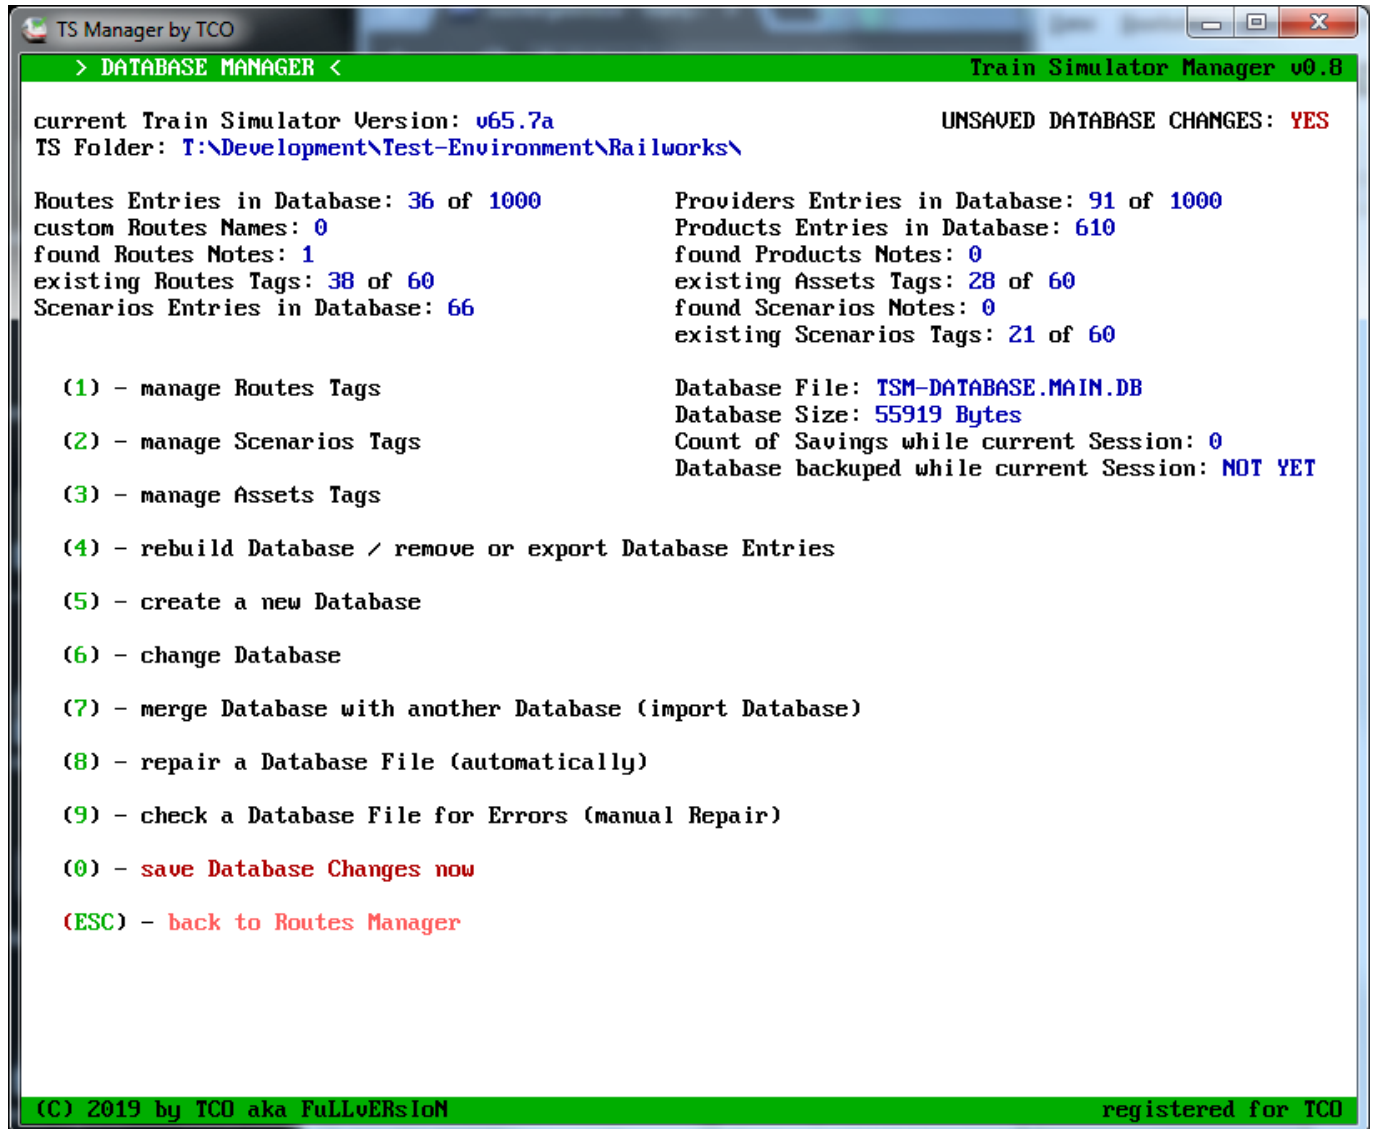 TS Manager by TCO
> DATABASE MANAGER <
Train Simulator Manager v0.8
current Train Simulator Version: v65.7a
UNSAVED DATABASE CHANGES: YES
TS Folder: T:\Development\Test-Environment\Railworks\
Routes Entries in Database: 36 of 1000
custom Routes Names: 0
found Routes Notes: 1
existing Routes Tags: 38 of 60
Scenarios Entries in Database: 66
Providers Entries in Database: 91 of 1000
Products Entries in Database: 610
found Products Notes: 0
existing Assets Tags: 28 of 60
found Scenarios Notes: 0
existing Scenarios Tags: 21 of 60
Database File: TSM-DATABASE.MAIN.DB
Database Size: 55919 Bytes
Count of Savings while current Session: 0
Database backuped while current Session: NOT YET
(1) - manage Routes Tags
(2) - manage Scenarios Tags
(3) - manage Assets Tags
(4) - rebuild Database / remove or export Database Entries
(5) - create a new Database
(6) - change Database
(7) - merge Database with another Database (import Database)
(8) - repair a Database File (automatically)
(9) - check a Database File for Errors (manual Repair)
(0) - save Database Changes now
(ESC) - back to Routes Manager
(C) 2019 by TCO aka FuLLvERsIoN
registered for TCO